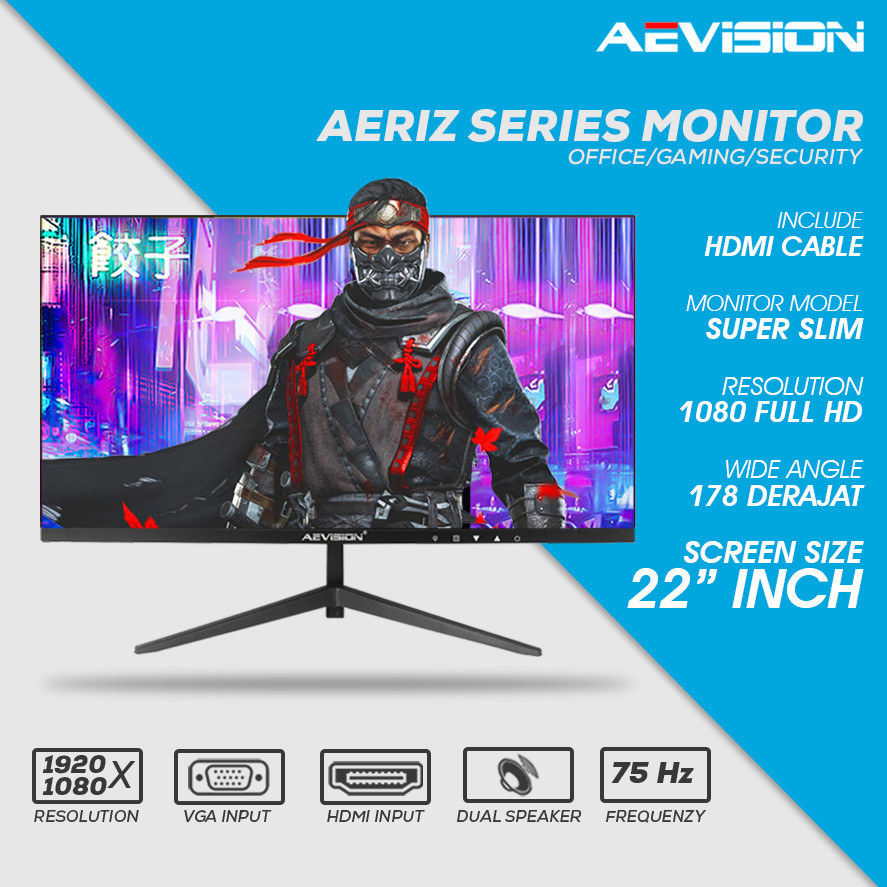 AEVISION
AERIZ SERIES MONITOR
OFFICE/GAMING/SECURITY
INCLUDE
HDMI CABLE
MONITOR MODEL
SUPER SLIM
RESOLUTION
1080 FULL HD
WIDE ANGLE
178 DERAJAT
SCREEN SIZE
22” INCH
餃子
AEVISION®
1920 X
1080
RESOLUTION
VGA INPUT
HDMI INPUT
DUAL SPEAKER
75 Hz
FREQUENZY